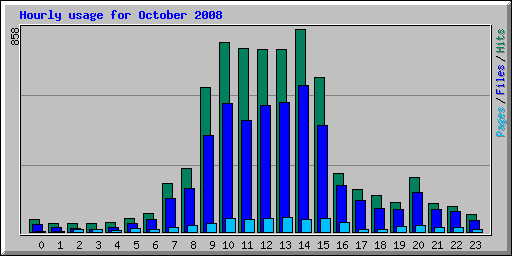 Hourly usage for October 2008
858
Pages / Files / Hits
0 1 2 3 4 5 6 7 8 9 10 11 12 13 14 15 16 17 18 19 20 21 22 23